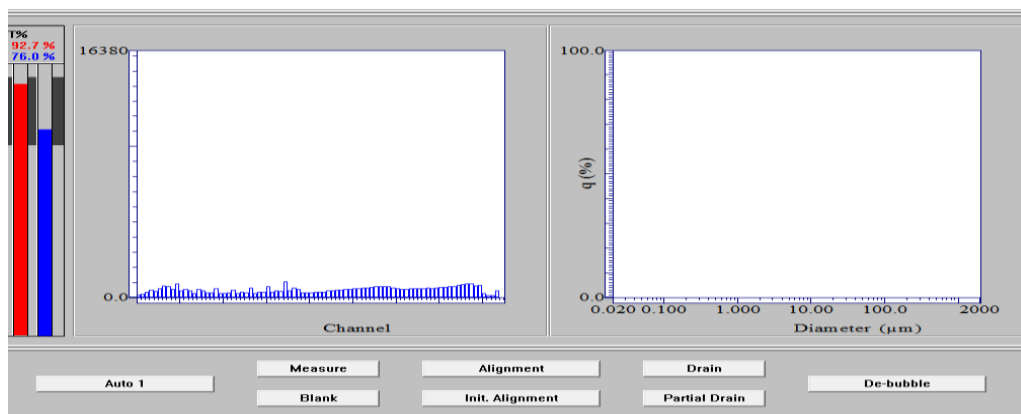 T%
92.7 %
76.0 %
16380
0.0
Channel
100.0
q(%)
0.0
0.020 0.100 1.000 10.00 100.0 2000
Diameter (µm)
Auto 1
Measure
Alignment
Drain
De-bubble
Blank
Init. Alignment
Partial Drain